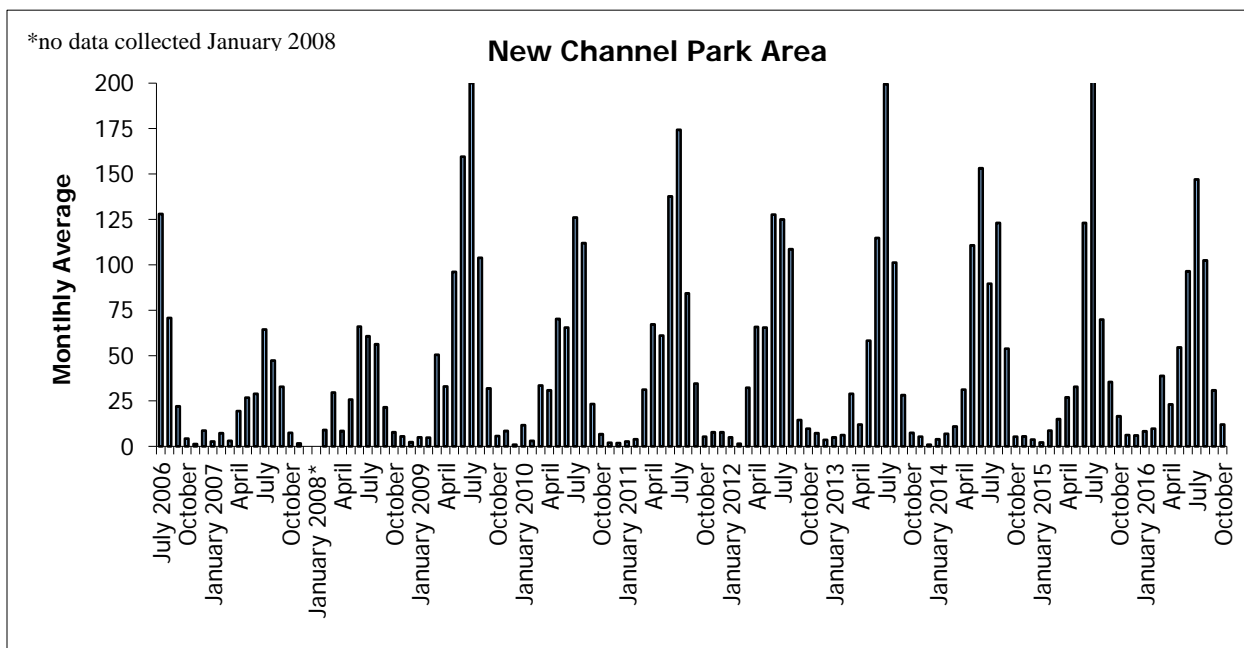 *no data collected January 2008
New Channel Park Area
Montlhly Average
200
175
150
125
100
75
50
25
0
July 2006
October
January 2007
April
July
October
January 2008*
April
July
October
January 2009
April
July
October
January 2010
April
July
October
January 2011
April
July
October
January 2012
April
July
October
January 2013
April
July
October
January 2014
April
July
October
January 2015
April
July
October
January 2016
April
July
October